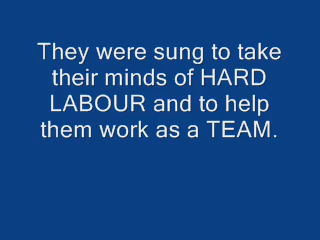 They were sung to take
their minds of HARD
LABOUR and to help
them work as a TEAM.